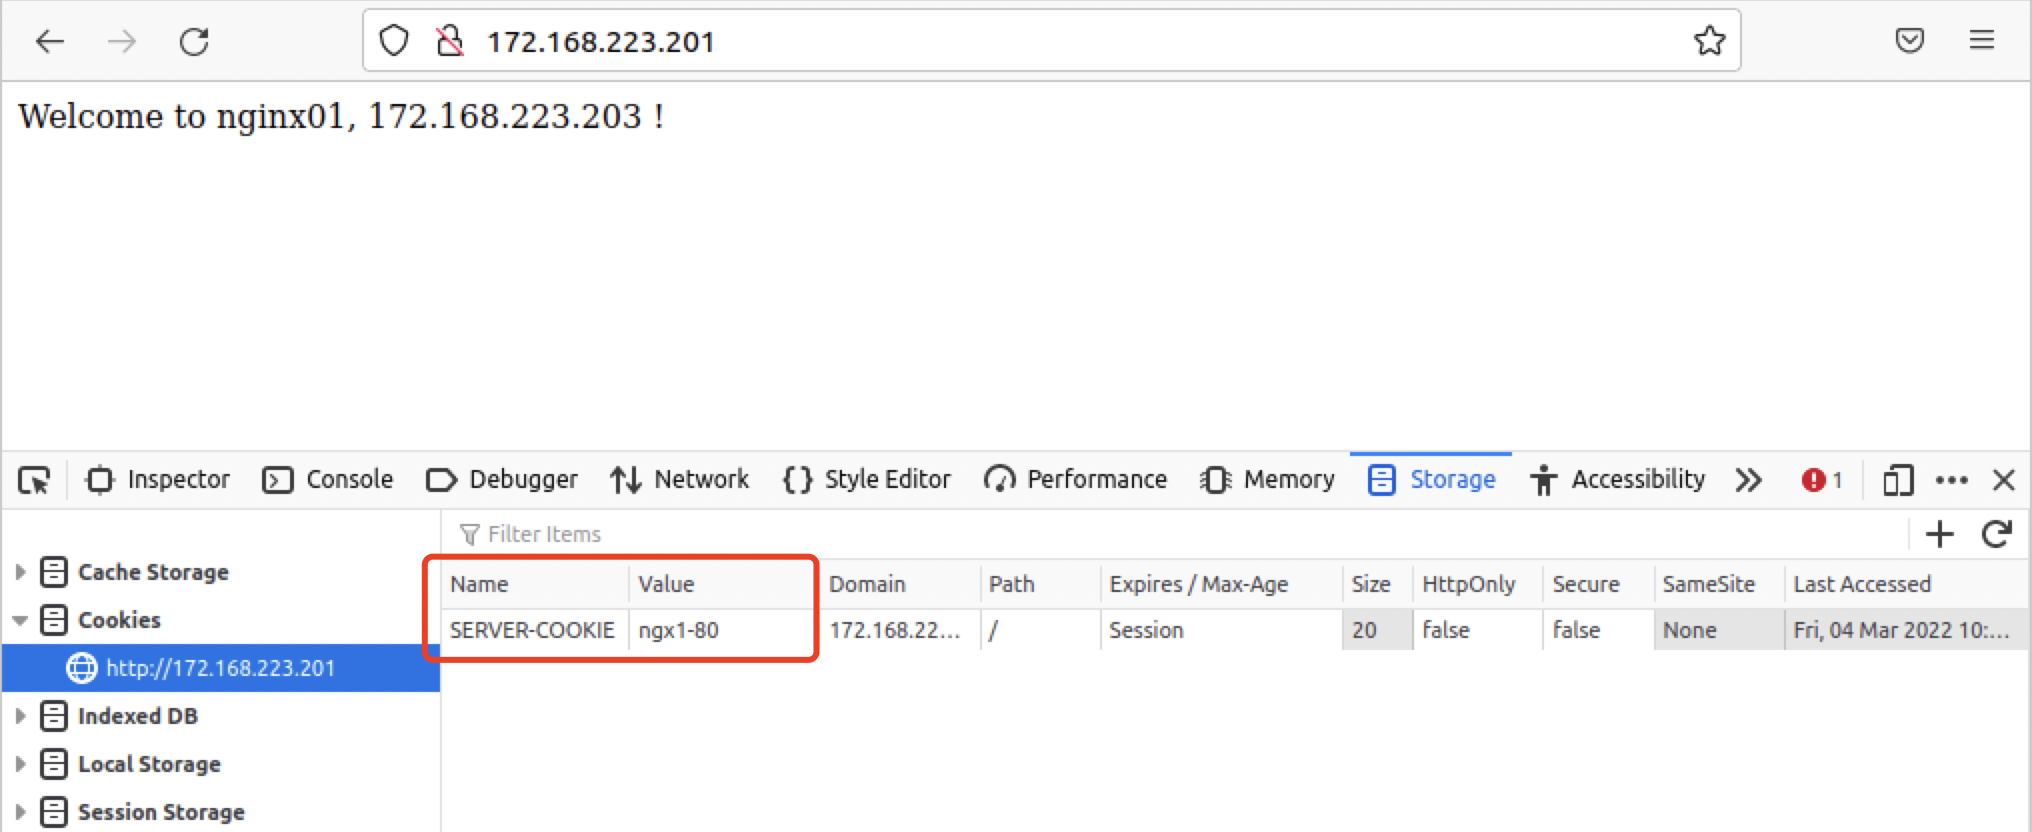 172.168.223.201
Welcome to nginx01, 172.168.223.203 !
Inspector Console Debugger Network Style Editor Performance Memory Storage Accessibility 1
Filter Items
Cache Storage
Cookies
http://172.168.223.201
Indexed DB
Local Storage
Session Storage
Name Value Domain Path Expires / Max-Age Size HttpOnly Secure SameSite Last Accessed
SERVER-COOKIE ngx1-80 172.168.22... / Session 20 false false None Fri, 04 Mar 2022 10:...